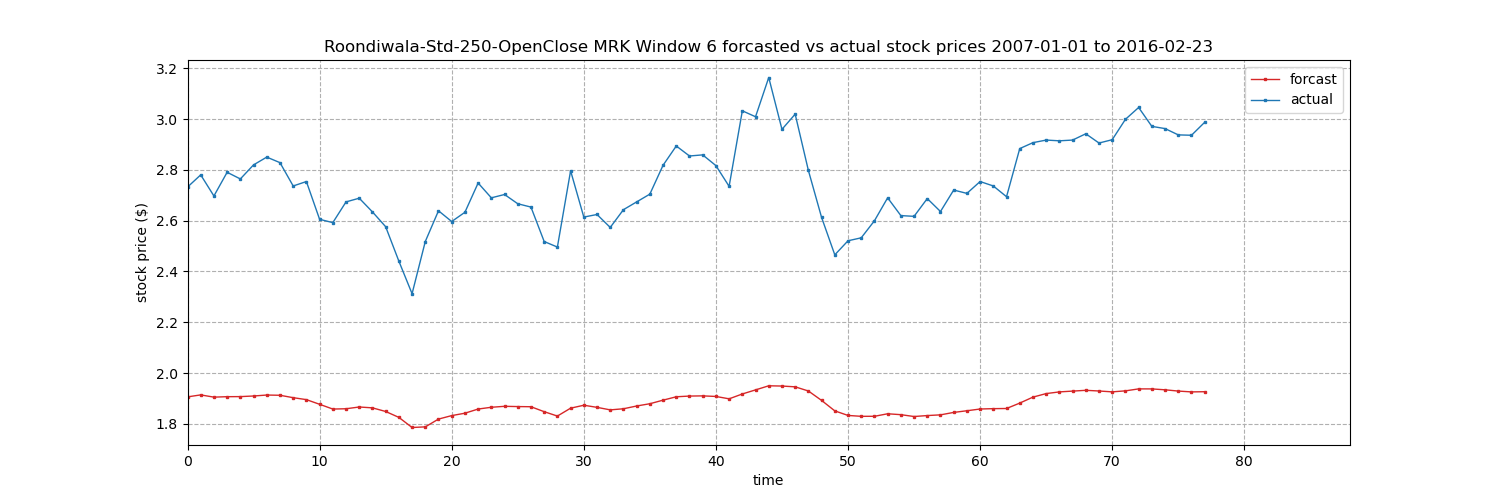 Roondiwala-Std-250-OpenClose MRK Window 6 forcasted vs actual stock prices 2007-01-01 to 2016-02-23
forcast
actual
stock price ($)
3.2
3.0
2.8
2.6
2.4
2.2
2.0
1.8
0 10 20 30 40 50 60 70 80
time